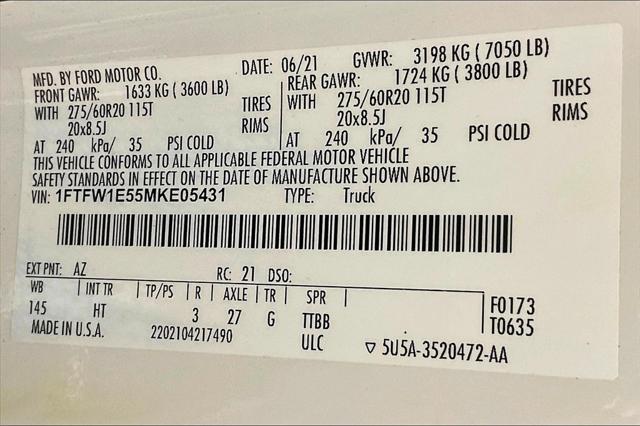 MFD. BY FORD MOTOR CO. DATE: 06/21 GVWR: 3198 KG ( 7050 LB)
FRONT GAWR: 1633 KG ( 3600 LB) REAR GAWR: 1724 KG ( 3800 LB)
WITH 275/60R20 115T TIRES WITH 275/60R20 115T TIRES
20x8.5J RIMS 20x8.5J RIMS
AT 240 kPa/ 35 PSI COLD AT 240 kPa/ 35 PSI COLD
THIS VEHICLE CONFORMS TO ALL APPLICABLE FEDERAL MOTOR VEHICLE
SAFETY STANDARDS IN EFFECT ON THE DATE OF MANUFACTURE SHOWN ABOVE.
VIN: 1FTFW1E55MKE05431 TYPE: Truck
EXT PNT: AZ RC: 21 DSO:
WB | INT TR | TP/PS | R | AXLE | TR | SPR | F0173
145 HT 3 27 G TTBB T0635
MADE IN U.S.A. 2202104217490 ULC ▽ 5U5A-3520472-AA